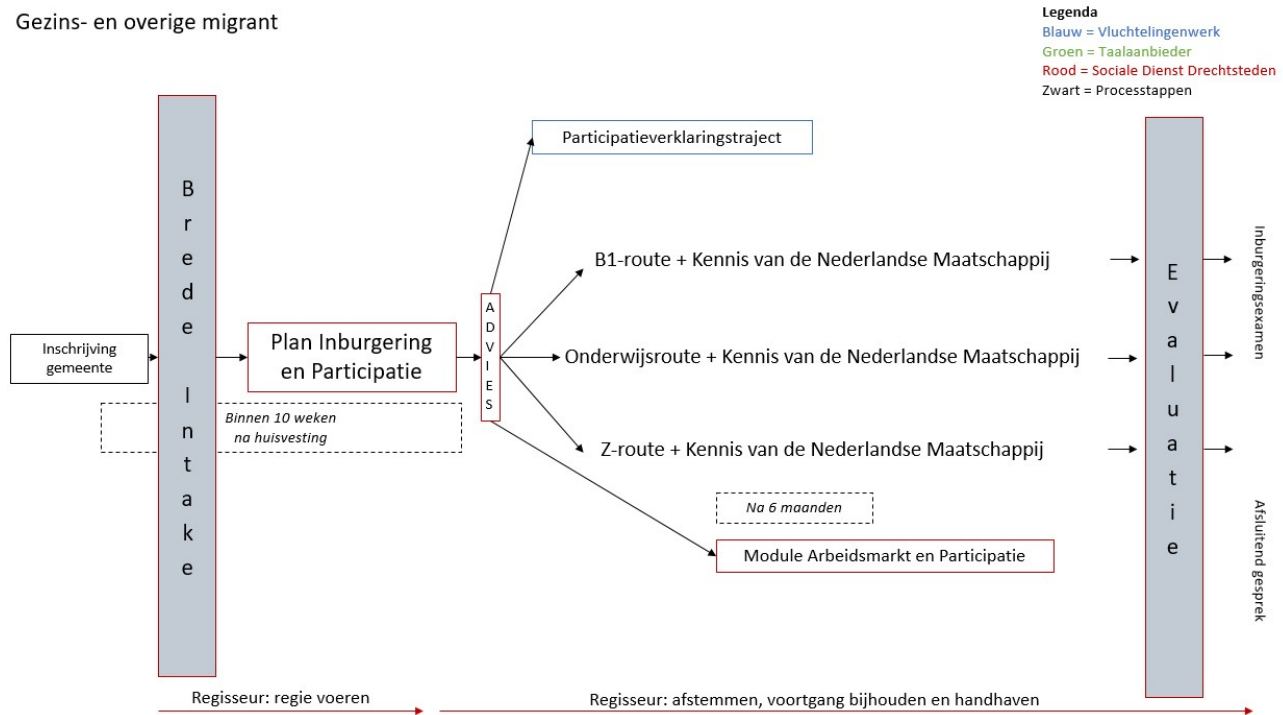 Gezins- en overige migrant
Legenda
Blauw = Vluchtelingenwerk
Groen = Taalaanbieder
Rood = Sociale Dienst Drechtsteden
Zwart = Processtappen
Inschrijving
gemeente
Brede Intake
Plan Inburgering
en Participatie
Binnen 10 weken
na huisvesting
ADVIES
Participatieverklaringstraject
B1-route + Kennis van de Nederlandse Maatschappij
Onderwijsroute + Kennis van de Nederlandse Maatschappij
Z-route + Kennis van de Nederlandse Maatschappij
Na 6 maanden
Module Arbeidsmarkt en Participatie
Evaluatie
Inburgeringsexamen
Afsluitend gesprek
Regisseur: regie voeren
Regisseur: afstemmen, voortgang bijhouden en handhaven